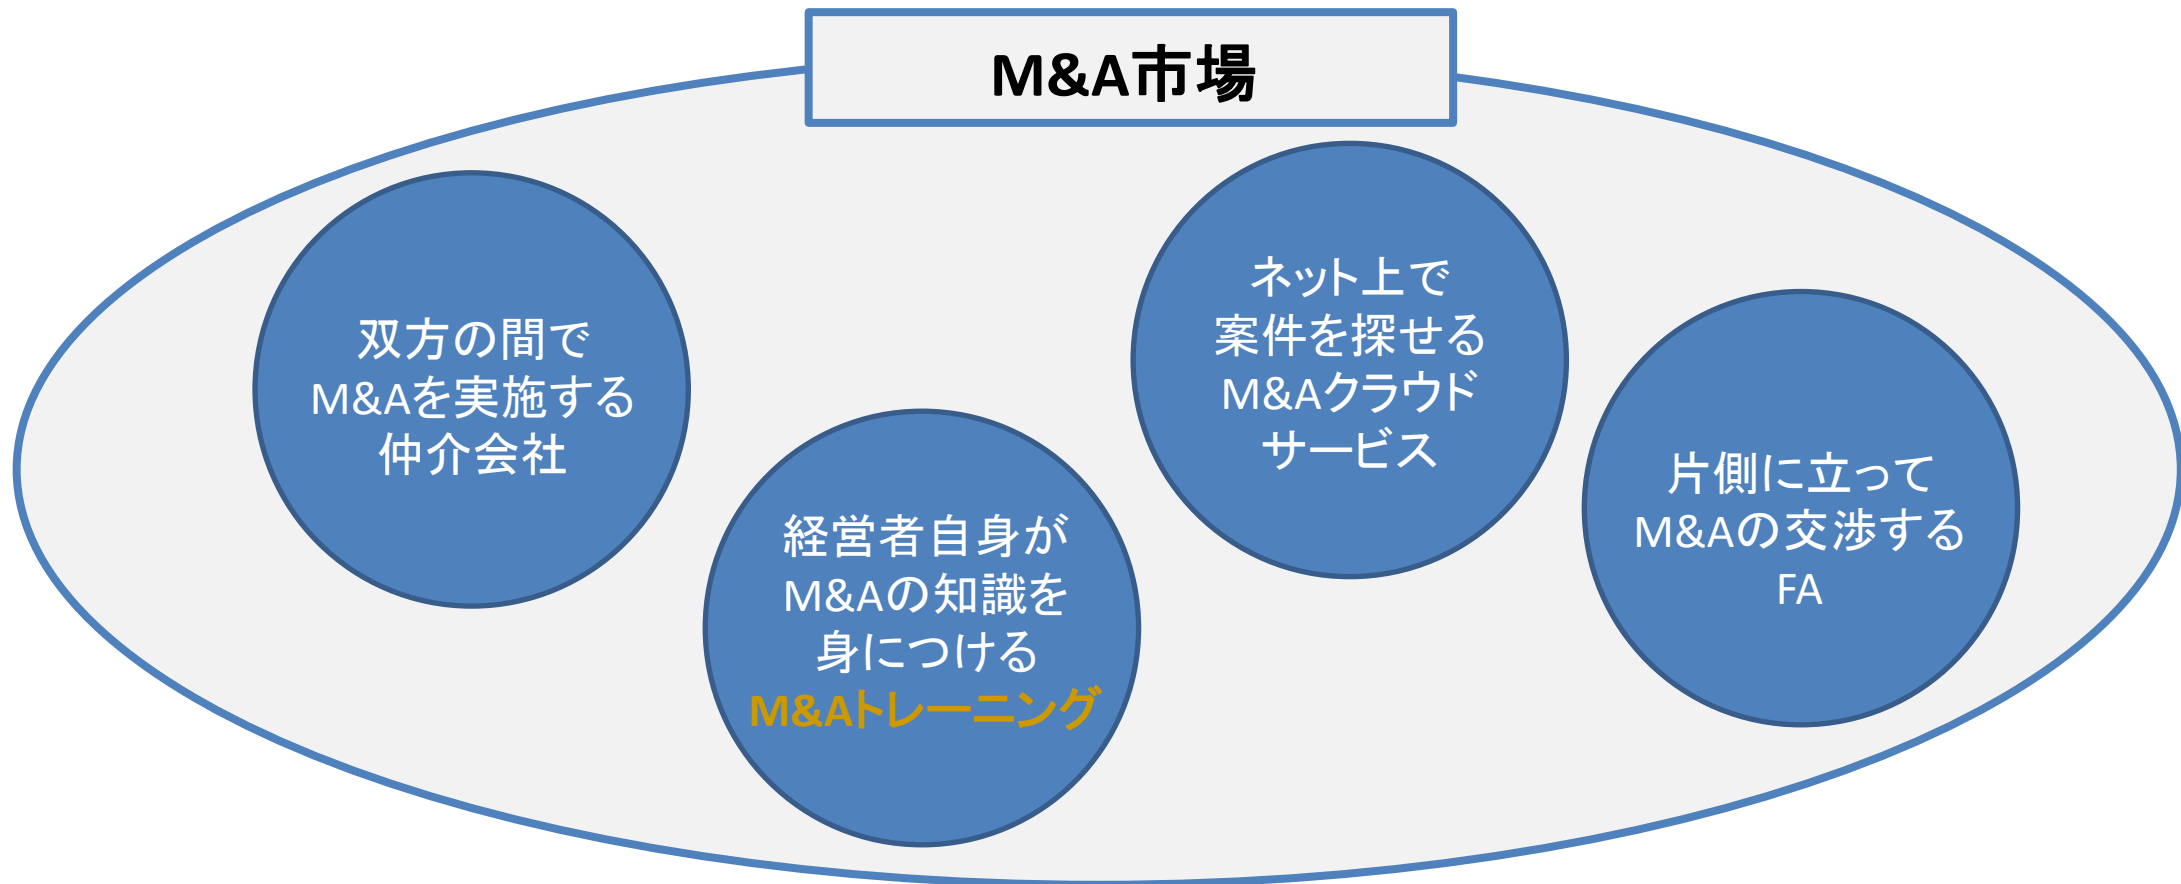 M&A市場
双方の間で
M&Aを実施する
仲介会社
経営者自身が
M&Aの知識を
身につける
M&Aトレーニング
ネット上で
案件を探せる
M&Aクラウド
サービス
片側に立って
M&Aの交渉する
FA